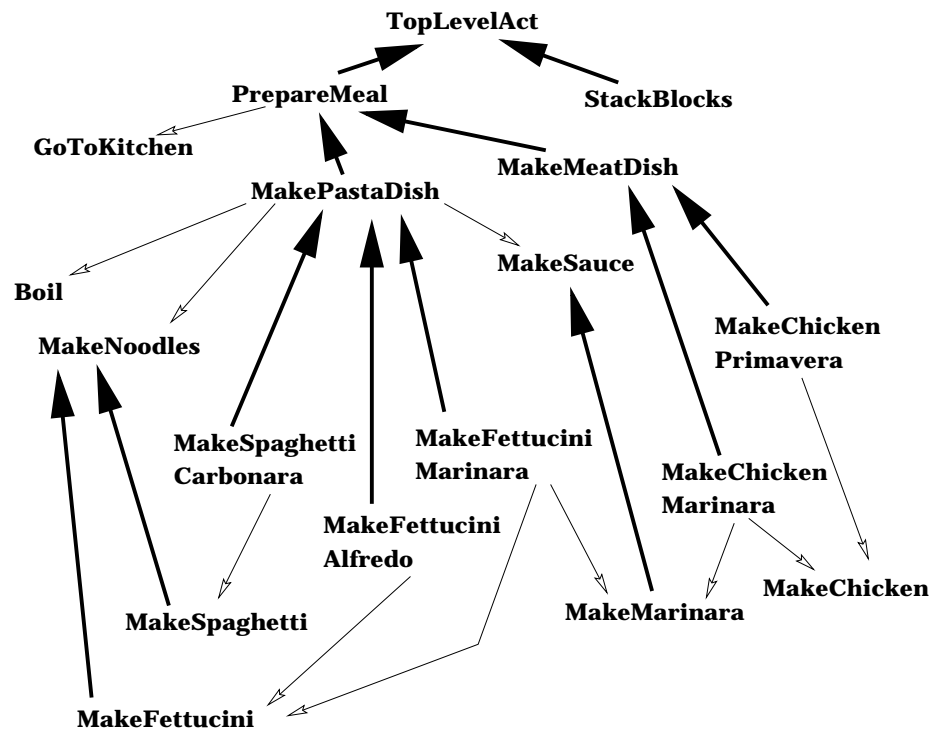 TopLevelAct
PrepareMeal
StackBlocks
GoToKitchen
MakeMeatDish
MakePastaDish
MakeSauce
Boil
MakeNoodles
MakeChicken
Primavera
MakeSpaghetti
Carbonara
MakeFettucini
Marinara
MakeChicken
Marinara
MakeFettucini
Alfredo
MakeChicken
MakeMarinara
MakeSpaghetti
MakeFettucini